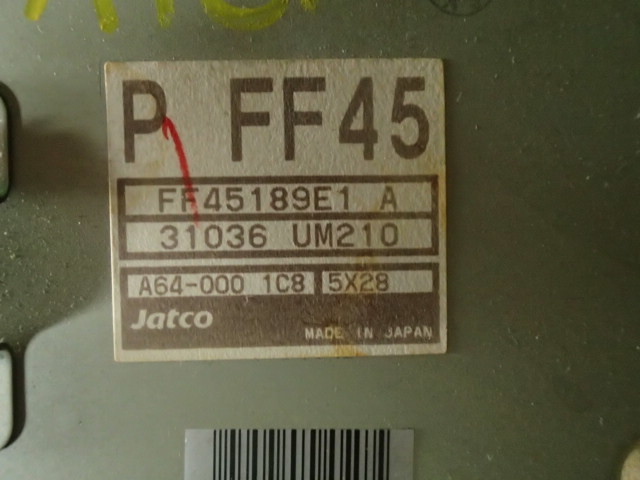 P FF45
FF45189E1 A
31036 UM210
A64-000 1C8 5X28
Jatco
MADE IN JAPAN